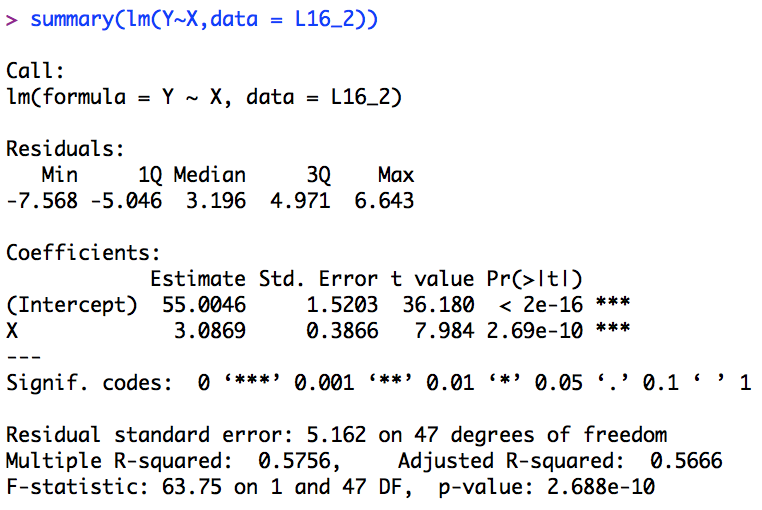 > summary(lm(Y~X,data = L16_2))
Call:
lm(formula = Y ~ X, data = L16_2)
Residuals:
   Min     1Q Median     3Q    Max
-7.568 -5.046  3.196  4.971  6.643
Coefficients:
            Estimate Std. Error t value Pr(>|t|)
(Intercept)  55.0046     1.5203  36.180  < 2e-16 ***
X             3.0869     0.3866   7.984 2.69e-10 ***
---
Signif. codes:  0 ‘***’ 0.001 ‘**’ 0.01 ‘*’ 0.05 ‘.’ 0.1 ‘ ’ 1
Residual standard error: 5.162 on 47 degrees of freedom
Multiple R-squared:  0.5756,    Adjusted R-squared:  0.5666
F-statistic: 63.75 on 1 and 47 DF,  p-value: 2.688e-10